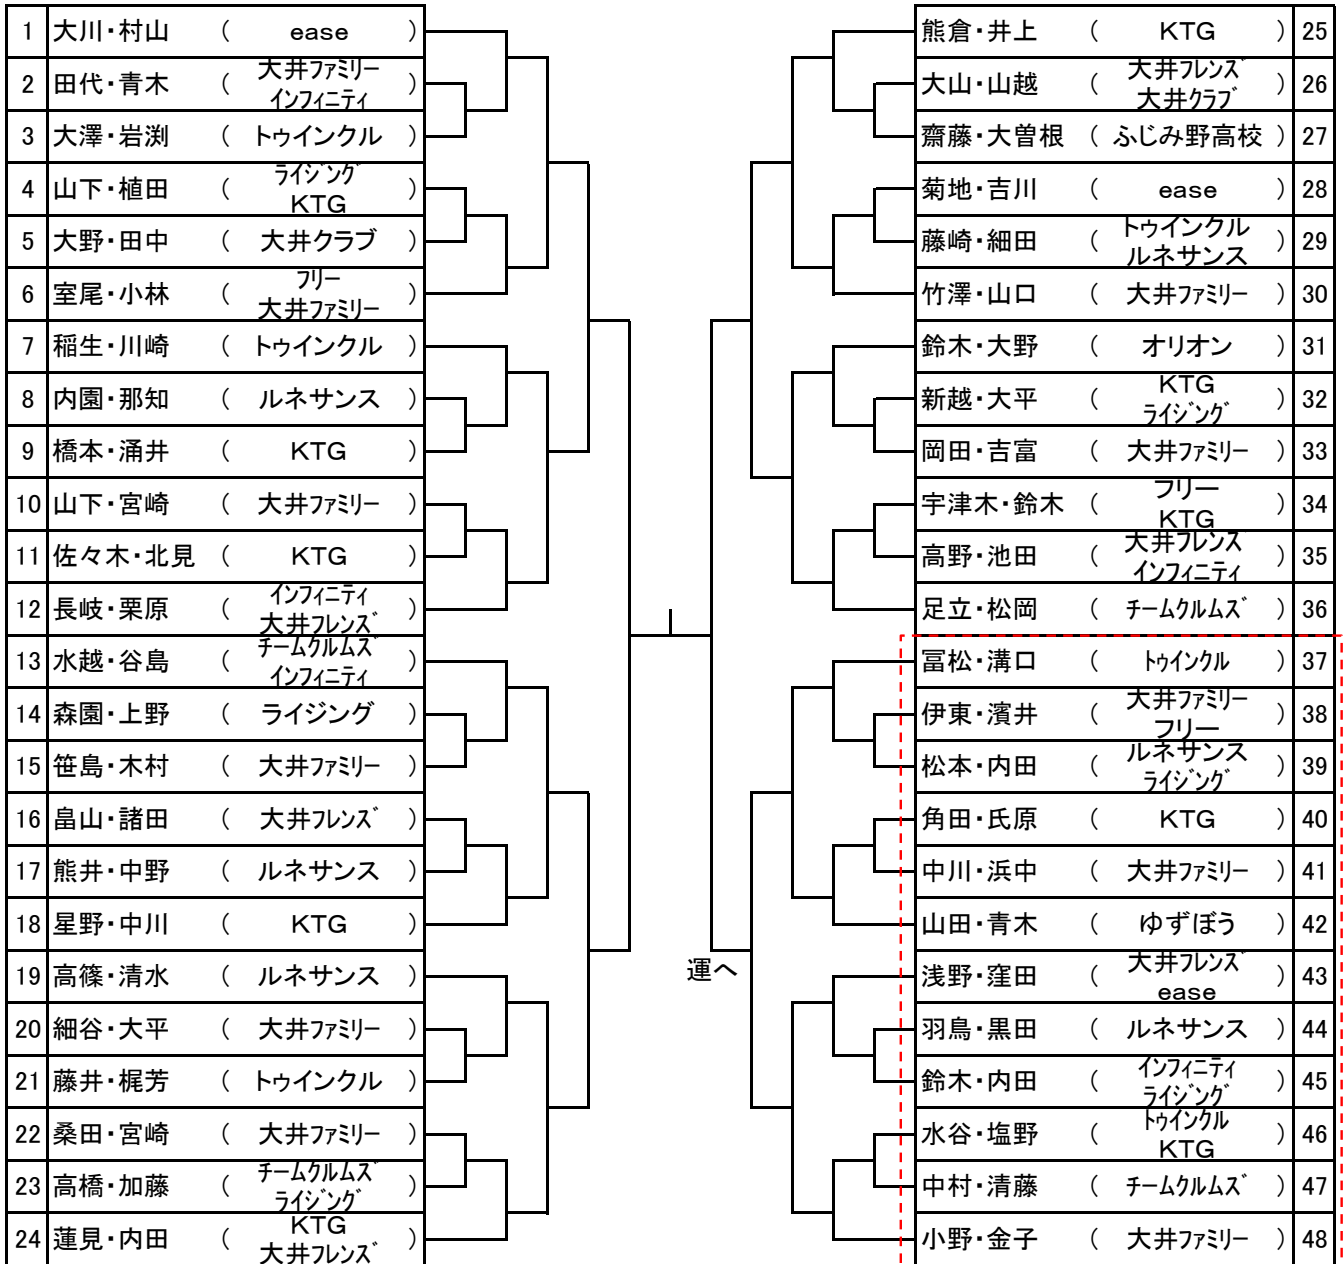 1 大川・村山 ( ease )
2 田代・青木 ( 大井ファミリー
インフィニティ )
3 大澤・岩渕 ( トゥインクル )
4 山下・植田 ( ライジング
KTG )
5 大野・田中 ( 大井クラブ )
6 室尾・小林 ( フリー
大井ファミリー )
7 稲生・川崎 ( トゥインクル )
8 内園・那知 ( ルネサンス )
9 橋本・涌井 ( KTG )
10 山下・宮崎 ( 大井ファミリー )
11 佐々木・北見 ( KTG )
12 長岐・栗原 ( インフィニティ
大井フレンズ )
13 水越・谷島 ( チームクルムズ
インフィニティ )
14 森園・上野 ( ライジング )
15 笹島・木村 ( 大井ファミリー )
16 畠山・諸田 ( 大井フレンズ )
17 熊井・中野 ( ルネサンス )
18 星野・中川 ( KTG )
19 高篠・清水 ( ルネサンス )
20 細谷・大平 ( 大井ファミリー )
21 藤井・梶芳 ( トゥインクル )
22 桑田・宮崎 ( 大井ファミリー )
23 高橋・加藤 ( チームクルムズ
ライジング )
24 蓮見・内田 ( KTG
大井フレンズ )
運へ
熊倉・井上 ( KTG ) 25
大山・山越 ( 大井フレンズ
大井クラブ ) 26
齋藤・大曽根 ( ふじみ野高校 ) 27
菊地・吉川 ( ease ) 28
藤崎・細田 ( トゥインクル
ルネサンス ) 29
竹澤・山口 ( 大井ファミリー ) 30
鈴木・大野 ( オリオン ) 31
新越・大平 ( KTG
ライジング ) 32
岡田・吉富 ( 大井ファミリー ) 33
宇津木・鈴木 ( フリー
KTG ) 34
高野・池田 ( 大井フレンズ
インフィニティ ) 35
足立・松岡 ( チームクルムズ ) 36
冨松・溝口 ( トゥインクル ) 37
伊東・濱井 ( 大井ファミリー
フリー ) 38
松本・内田 ( ルネサンス
ライジング ) 39
角田・氏原 ( KTG ) 40
中川・浜中 ( 大井ファミリー ) 41
山田・青木 ( ゆずぼう ) 42
浅野・窪田 ( 大井フレンズ
ease ) 43
羽鳥・黒田 ( ルネサンス ) 44
鈴木・内田 ( インフィニティ
ライジング ) 45
水谷・塩野 ( トゥインクル
KTG ) 46
中村・清藤 ( チームクルムズ ) 47
小野・金子 ( 大井ファミリー ) 48